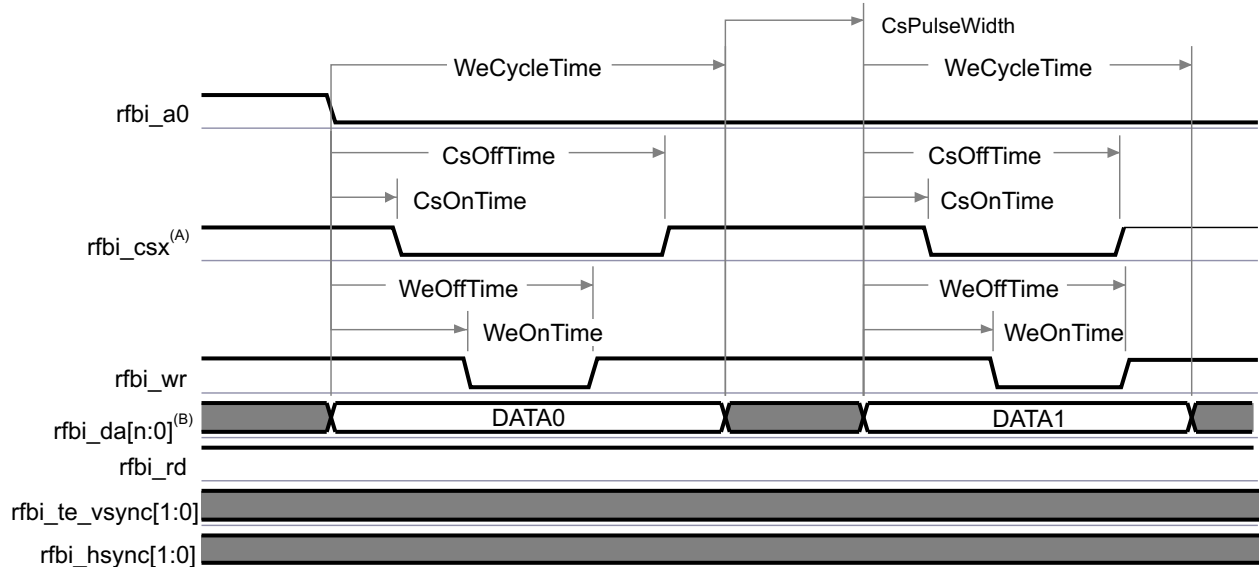 CsPulseWidth
WeCycleTime WeCycleTime
rfbi_a0
CsOffTime CsOffTime
CsOnTime CsOnTime
rfbi_csx(A)
WeOffTime WeOffTime
WeOnTime WeOnTime
rfbi_wr
DATA0 DATA1
rfbi_da[n:0](B)
rfbi_rd
rfbi_te_vsync[1:0]
rfbi_hsync[1:0]